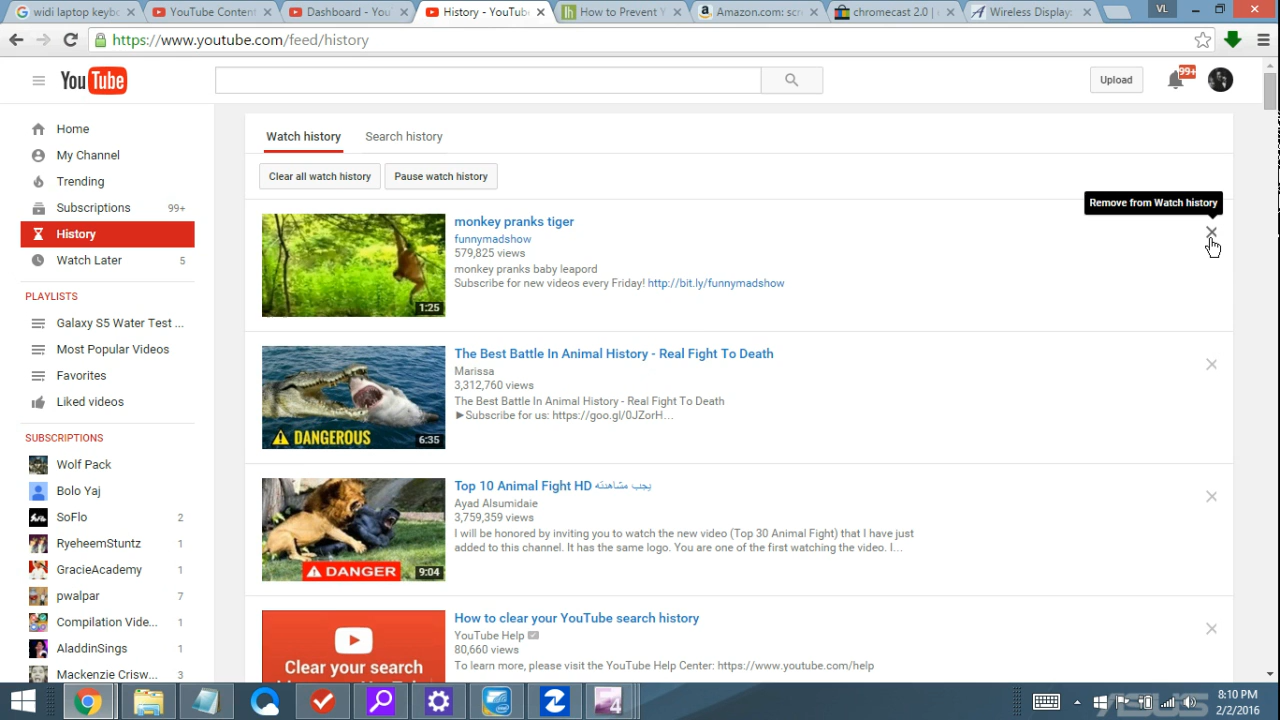 widi laptop keybo
YouTube Content
Dashboard - You
History - YouTube
How to Prevent Y
Amazon.com: scr
chromecast 2.0 |
Wireless Display
VL
https://www.youtube.com/feed/history
YouTube
Upload
99+
Home
My Channel
Trending
Subscriptions 99+
History
Watch Later 5
PLAYLISTS
Galaxy S5 Water Test ...
Most Popular Videos
Favorites
Liked videos
SUBSCRIPTIONS
Wolf Pack
Bolo Yaj
SoFlo 2
RyeheemStuntz 1
GracieAcademy 1
pwalpar 7
Compilation Vide... 1
AladdinSings 1
Mackenzie Crisw... 3
Watch history Search history
Clear all watch history Pause watch history
Remove from Watch history
monkey pranks tiger
funnymadshow
579,825 views
monkey pranks baby leapord
Subscribe for new videos every Friday! http://bit.ly/funnymadshow
1:25
The Best Battle In Animal History - Real Fight To Death
Marissa
3,312,760 views
The Best Battle In Animal History - Real Fight To Death
►Subscribe for us: https://goo.gl/0JZorH...
DANGEROUS
6:35
Top 10 Animal Fight HD يجب مشاهدته
Ayad Alsumidaie
3,759,359 views
I will be honored by inviting you to watch the new video (Top 30 Animal Fight) that I have just
added to this channel. It has the same logo. You are one of the first watching the video. I...
DANGER
9:04
How to clear your YouTube search history
YouTube Help
80,660 views
To learn more, please visit the YouTube Help Center: https://www.youtube.com/help
Clear your search
8:10 PM
2/2/2016
ASUS